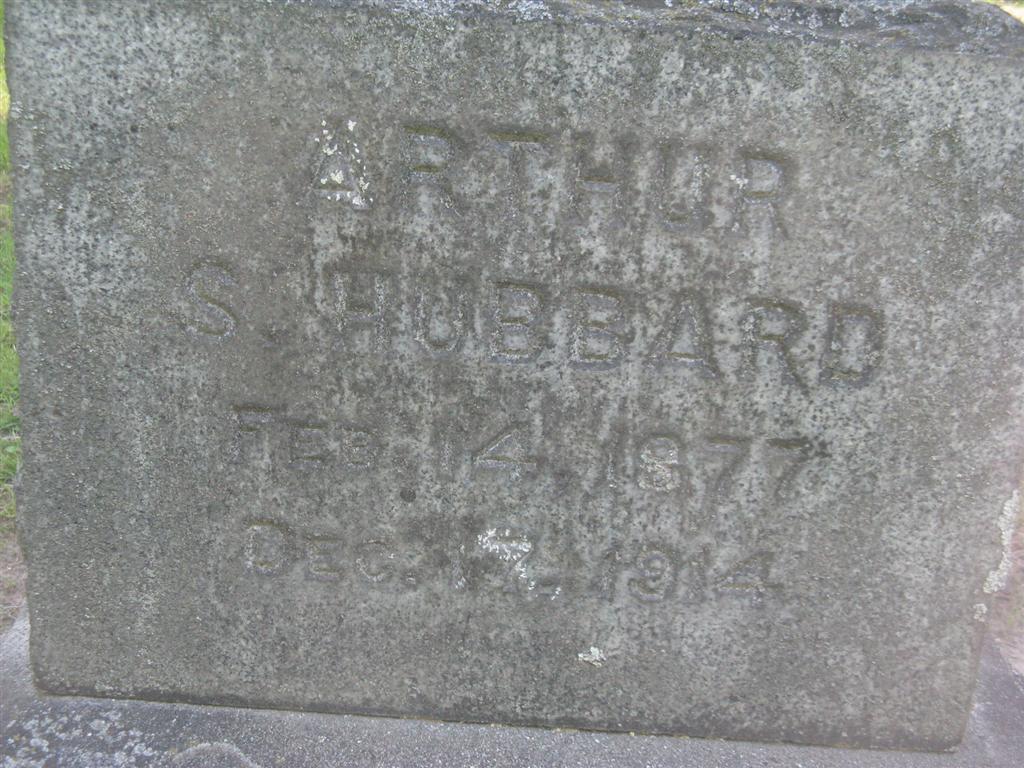 ARTHUR
S. HUBBARD
FEB. 14, 1877
DEC. 17, 1914